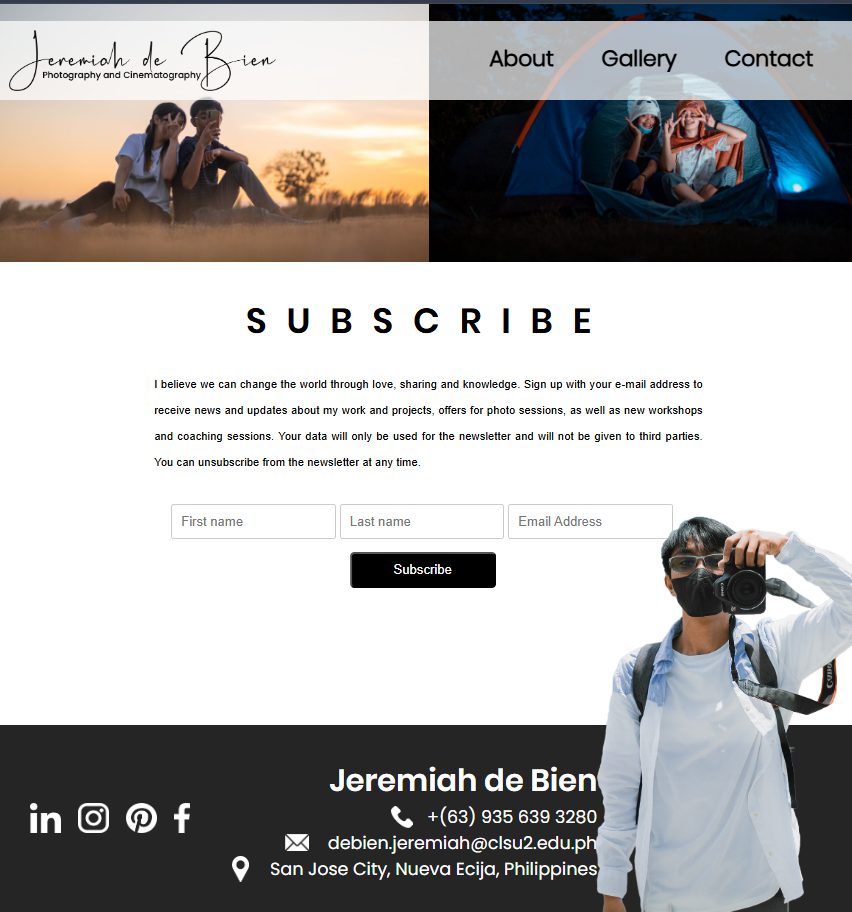 Jeremiah de Bien
Photography and Cinematography
About Gallery Contact
SUBSCRIBE
I believe we can change the world through love, sharing and knowledge. Sign up with your e-mail address to
receive news and updates about my work and projects, offers for photo sessions, as well as new workshops
and coaching sessions. Your data will only be used for the newsletter and will not be given to third parties.
You can unsubscribe from the newsletter at any time.
First name Last name Email Address
Subscribe
Canon
CANON
Jeremiah de Bien
+(63) 935 639 3280
debien.jeremiah@clsu2.edu.ph
San Jose City, Nueva Ecija, Philippines